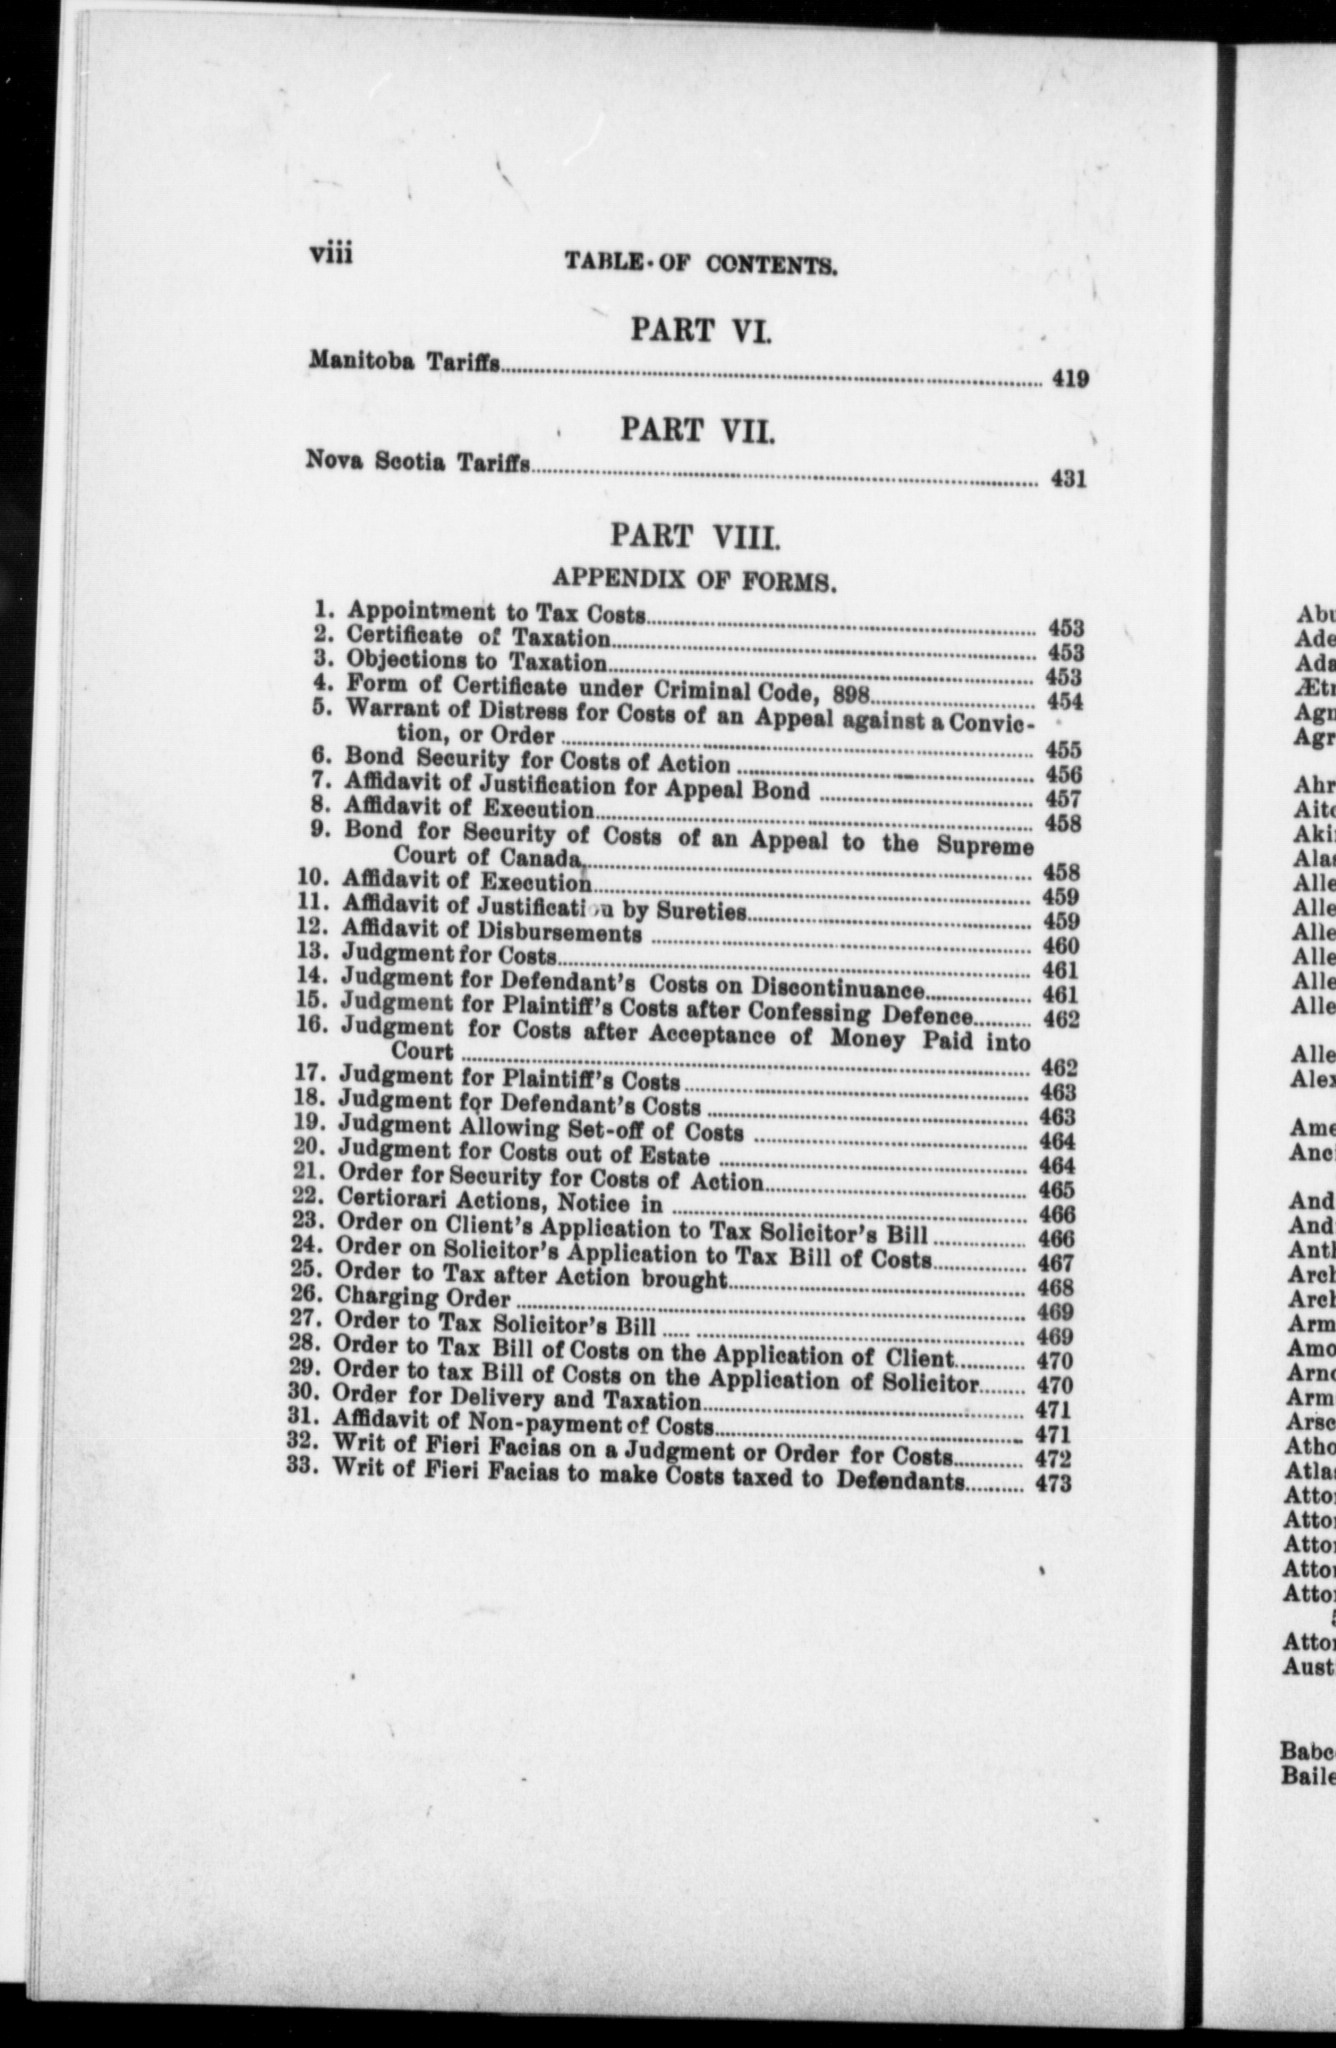 viii TABLE OF CONTENTS.
PART VI.
Manitoba Tariffs........ 419
PART VII.
Nova Scotia Tariffs........ 431
PART VIII.
APPENDIX OF FORMS.
1. Appointment to Tax Costs........ 453
2. Certificate of Taxation........ 453
3. Objections to Taxation........ 453
4. Form of Certificate under Criminal Code, 898........ 454
5. Warrant of Distress for Costs of an Appeal against a Convic-
tion, or Order ........ 455
6. Bond Security for Costs of Action ........ 456
7. Affidavit of Justification for Appeal Bond ........ 457
8. Affidavit of Execution........ 458
9. Bond for Security of Costs of an Appeal to the Supreme
Court of Canada........ 458
10. Affidavit of Execution........ 459
11. Affidavit of Justification by Sureties........ 459
12. Affidavit of Disbursements ........ 460
13. Judgment for Costs........ 461
14. Judgment for Defendant's Costs on Discontinuance........ 461
15. Judgment for Plaintiff's Costs after Confessing Defence........ 462
16. Judgment for Costs after Acceptance of Money Paid into
Court ........ 462
17. Judgment for Plaintiff's Costs ........ 463
18. Judgment for Defendant's Costs ........ 463
19. Judgment Allowing Set-off of Costs ........ 464
20. Judgment for Costs out of Estate ........ 464
21. Order for Security for Costs of Action........ 465
22. Certiorari Actions, Notice in ........ 466
23. Order on Client's Application to Tax Solicitor's Bill ........ 466
24. Order on Solicitor's Application to Tax Bill of Costs........ 467
25. Order to Tax after Action brought........ 468
26. Charging Order ........ 469
27. Order to Tax Solicitor's Bill ........ 469
28. Order to Tax Bill of Costs on the Application of Client........ 470
29. Order to tax Bill of Costs on the Application of Solicitor........ 470
30. Order for Delivery and Taxation........ 471
31. Affidavit of Non-payment of Costs........ 471
32. Writ of Fieri Facias on a Judgment or Order for Costs........ 472
33. Writ of Fieri Facias to make Costs taxed to Defendants........ 473